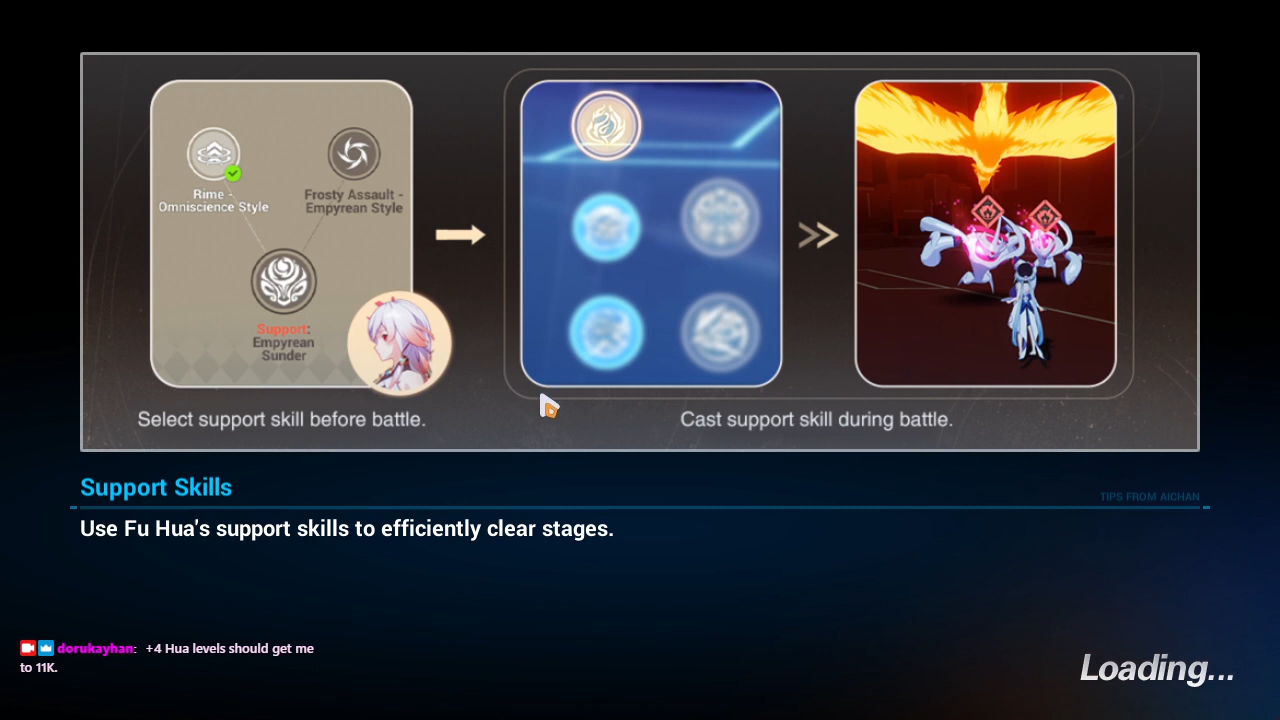 Rime -
Omniscience Style
Frosty Assault -
Empyrean Style
Support:
Empyrean
Sunder
Select support skill before battle.
Cast support skill during battle.
Support Skills
TIPS FROM AICHAN
Use Fu Hua's support skills to efficiently clear stages.
dorukayhan: +4 Hua levels should get me
to 11K.
Loading...